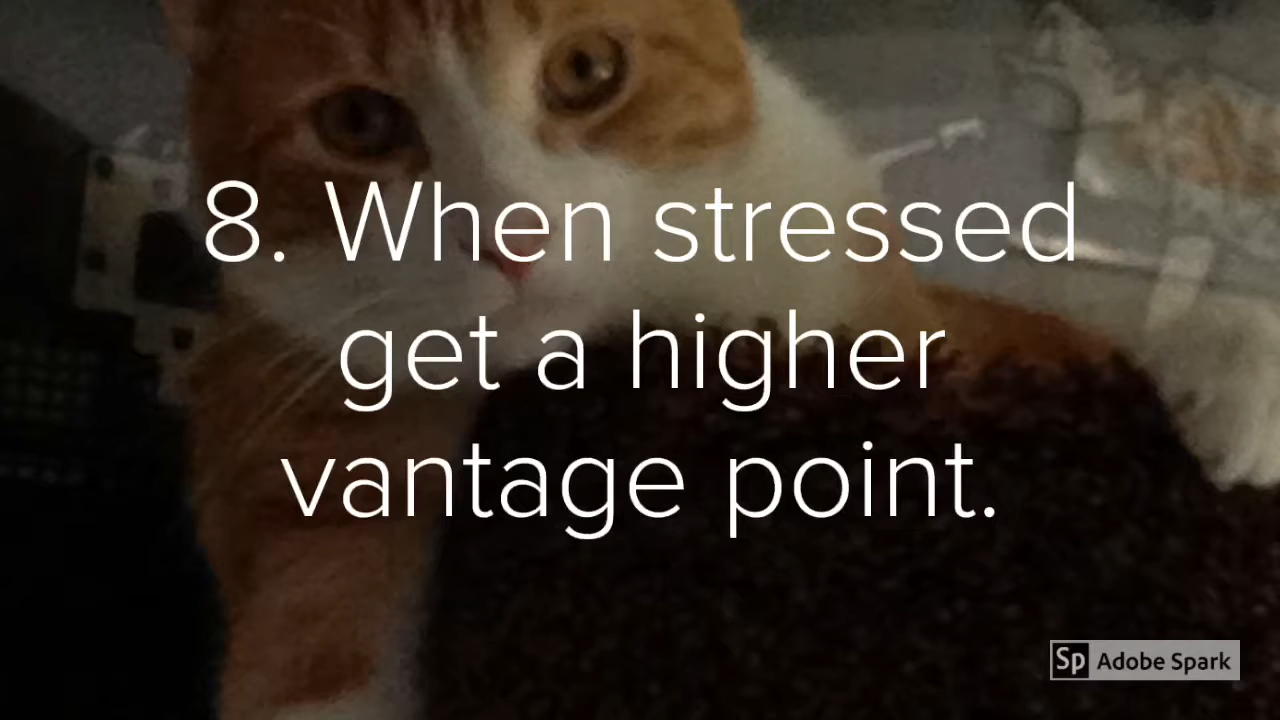 8. When stressed
get a higher
vantage point.
Sp Adobe Spark